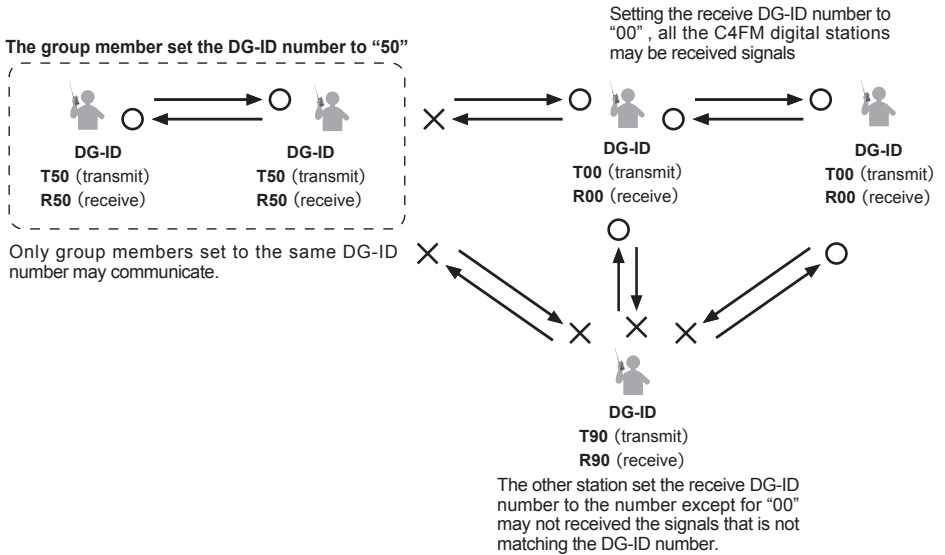 Setting the receive DG-ID number to
“00” , all the C4FM digital stations
may be received signals
The group member set the DG-ID number to “50”
DG-ID
T50 (transmit)
R50 (receive)
DG-ID
T50 (transmit)
R50 (receive)
DG-ID
T00 (transmit)
R00 (receive)
DG-ID
T00 (transmit)
R00 (receive)
Only group members set to the same DG-ID
number may communicate.
DG-ID
T90 (transmit)
R90 (receive)
The other station set the receive DG-ID
number to the number except for “00”
may not received the signals that is not
matching the DG-ID number.